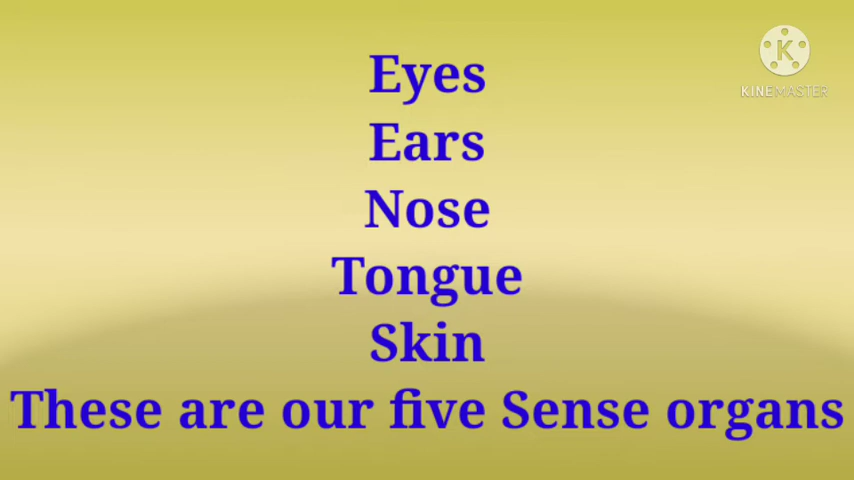 Eyes
Ears
Nose
Tongue
Skin
These are our five Sense organs
K
KINEMASTER